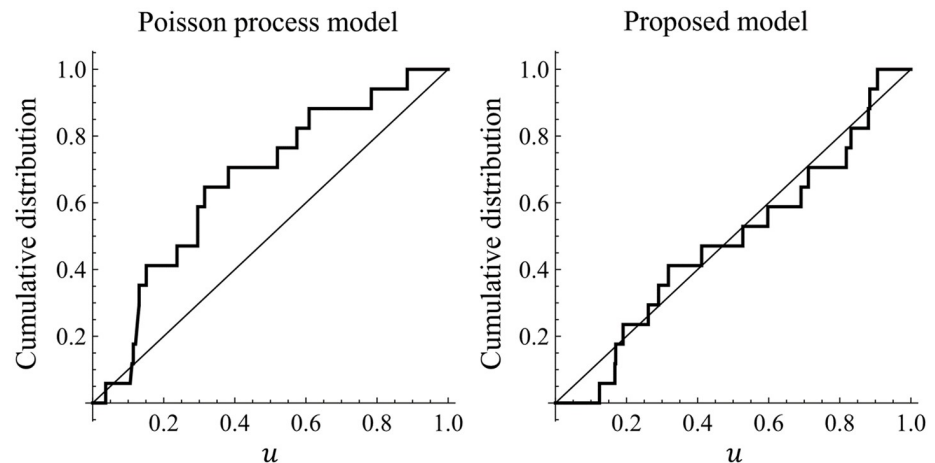 Poisson process model
Cumulative distribution
1.0
0.8
0.6
0.4
0.2
0.2 0.4 0.6 0.8 1.0
u
Proposed model
Cumulative distribution
1.0
0.8
0.6
0.4
0.2
0.2 0.4 0.6 0.8 1.0
u